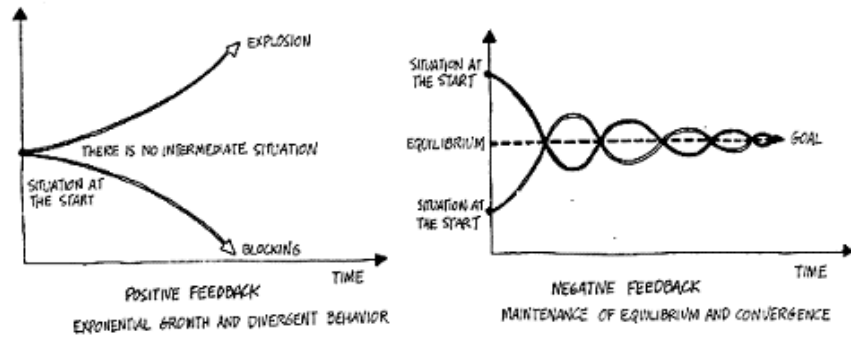 EXPLOSION
THERE IS NO INTERMEDIATE SITUATION
SITUATION AT
THE START
BLOCKING
TIME
POSITIVE FEEDBACK
EXPONENTIAL GROWTH AND DIVERGENT BEHAVIOR
SITUATION AT
THE START
EQUILIBRIUM
GOAL
SITUATION AT
THE START
TIME
NEGATIVE FEEDBACK
MAINTENANCE OF EQUILIBRIUM AND CONVERGENCE